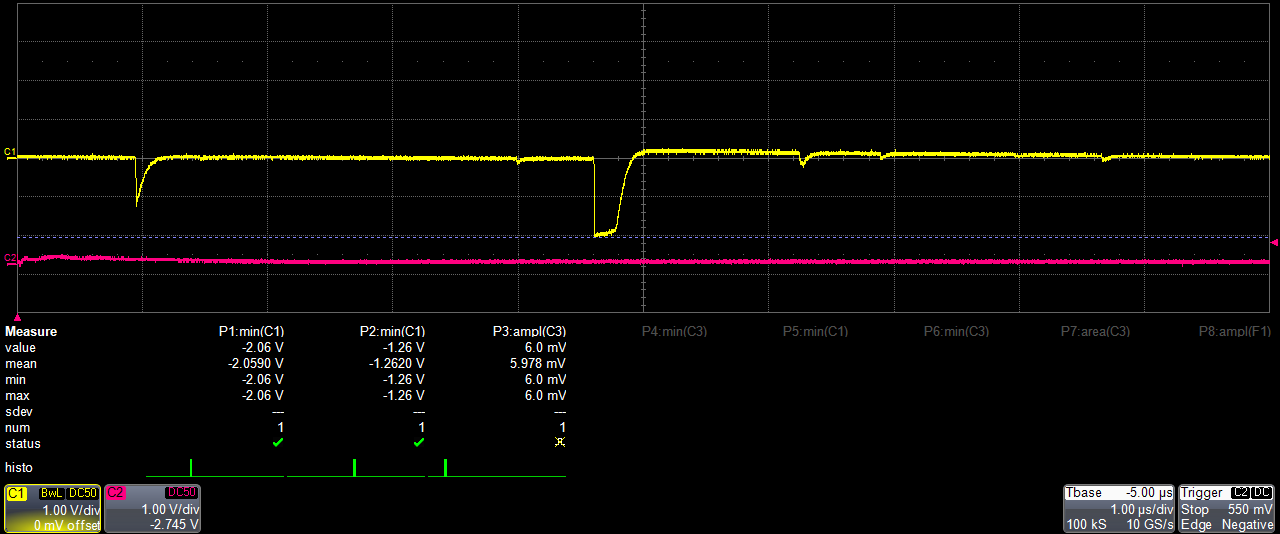 C1
C2
Measure P1:min(C1) P2:min(C1) P3:ampl(C3) P4:min(C3) P5:min(C1) P6:min(C3) P7:area(C3) P8:ampl(F1)
value -2.06 V -1.26 V 6.0 mV
mean -2.0590 V -1.2620 V 5.978 mV
min -2.06 V -1.26 V 6.0 mV
max -2.06 V -1.26 V 6.0 mV
sdev --- --- ---
num 1 1 1
status
histo
C1 BwL DC50 C2 DC50 Tbase -5.00 µs Trigger C2 DC
1.00 V/div 1.00 V/div 1.00 µs/div Stop 550 mV
0 mV offset -2.745 V 100 kS 10 GS/s Edge Negative